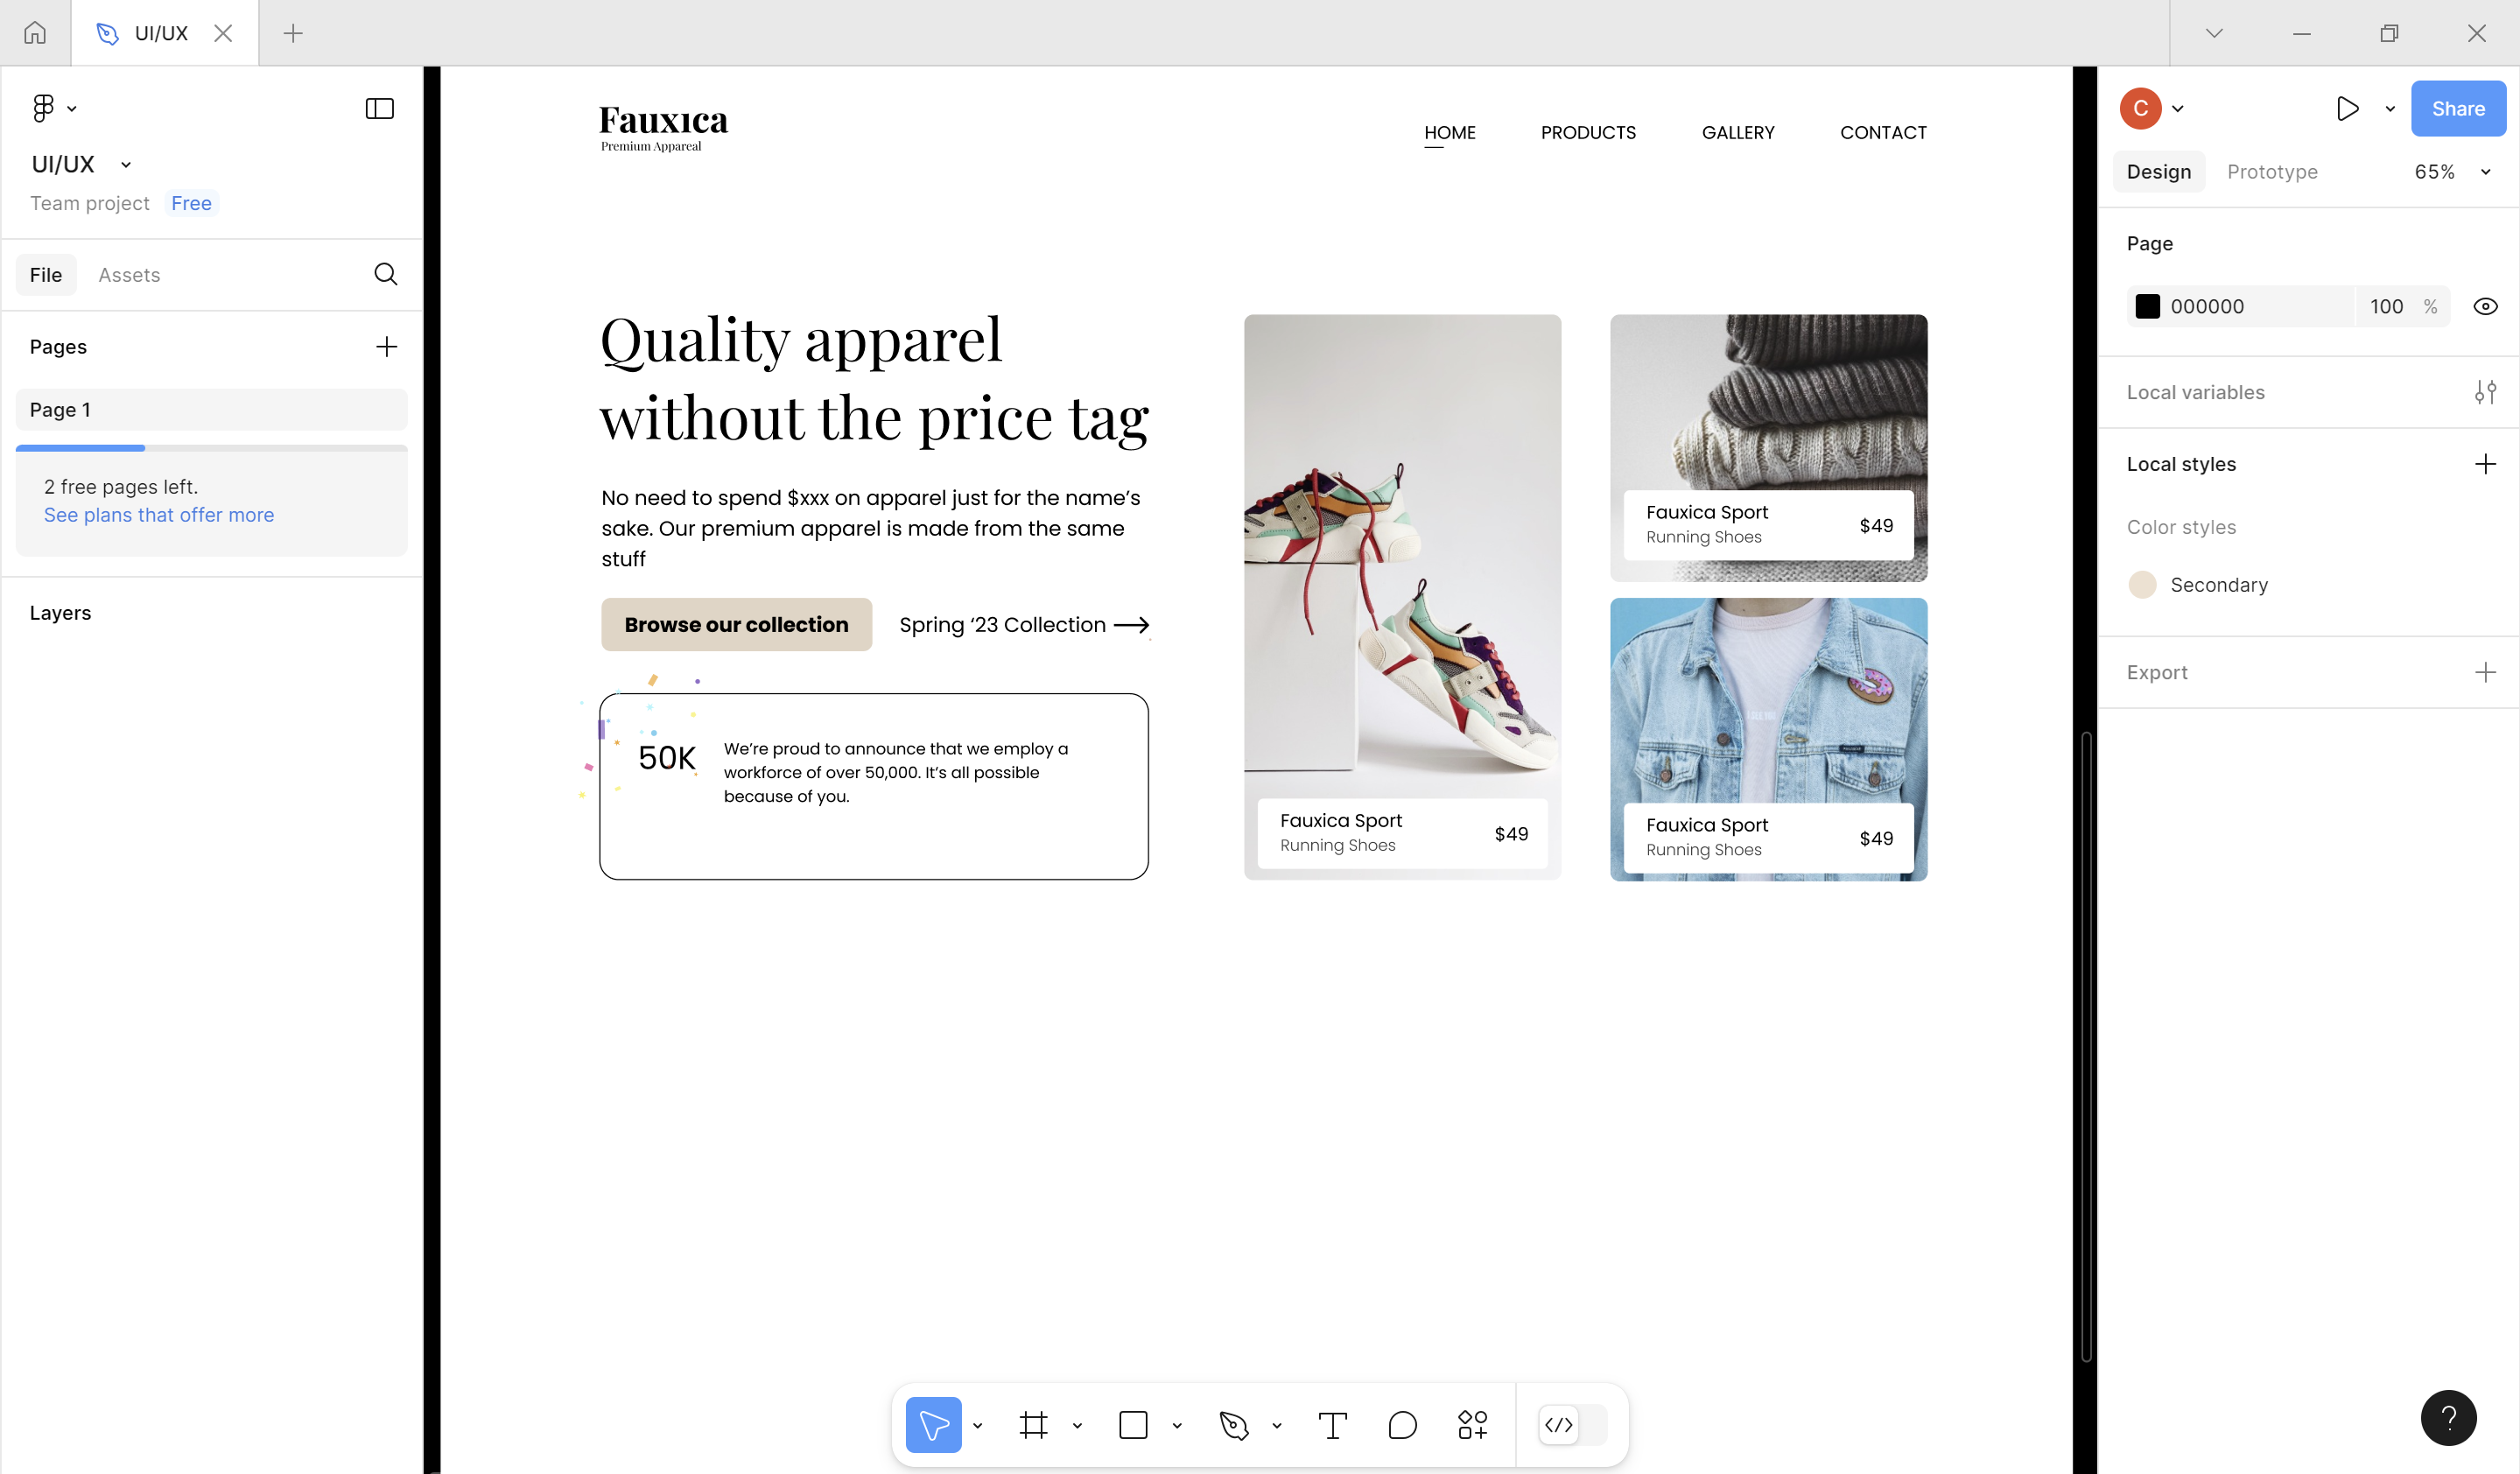 UI/UX
UI/UX
Team project Free
File Assets
Pages
Page 1
2 free pages left.
See plans that offer more
Layers
Fauxica
Premium Appareal
HOME PRODUCTS GALLERY CONTACT
Quality apparel
without the price tag
No need to spend $xxx on apparel just for the name’s
sake. Our premium apparel is made from the same
stuff
Browse our collection Spring ‘23 Collection
50K
We’re proud to announce that we employ a
workforce of over 50,000. It’s all possible
because of you.
Fauxica Sport
Running Shoes
$49
Fauxica Sport
Running Shoes
$49
Fauxica Sport
Running Shoes
$49
C
Share
Design Prototype 65%
Page
000000 100 %
Local variables
Local styles
Color styles
Secondary
Export
?